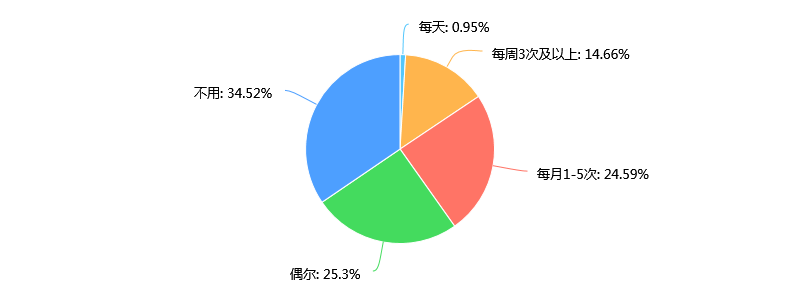 每天: 0.95%
每周3次及以上: 14.66%
不用: 34.52%
每月1-5次: 24.59%
偶尔: 25.3%